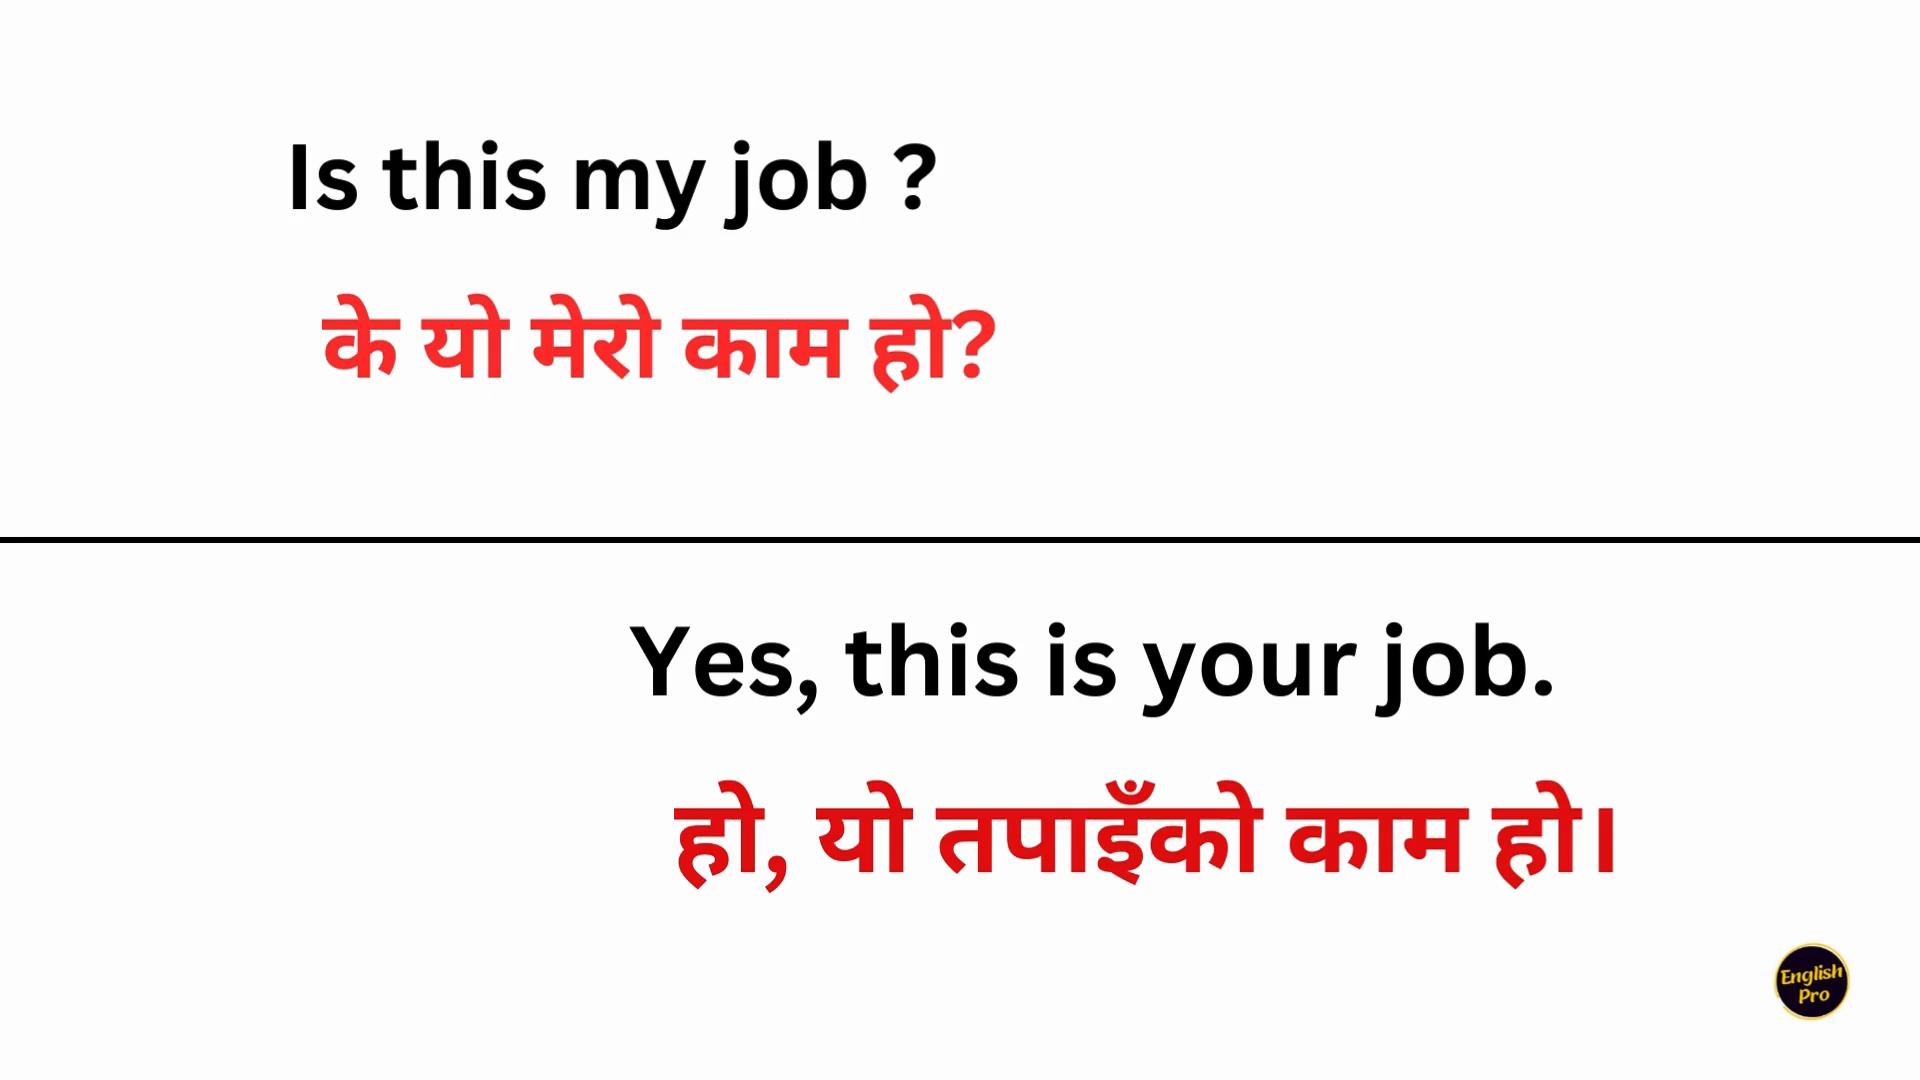 Is this my job ?
के यो मेरो काम हो?
Yes, this is your job.
हो, यो तपाइँको काम हो।
English
Pro